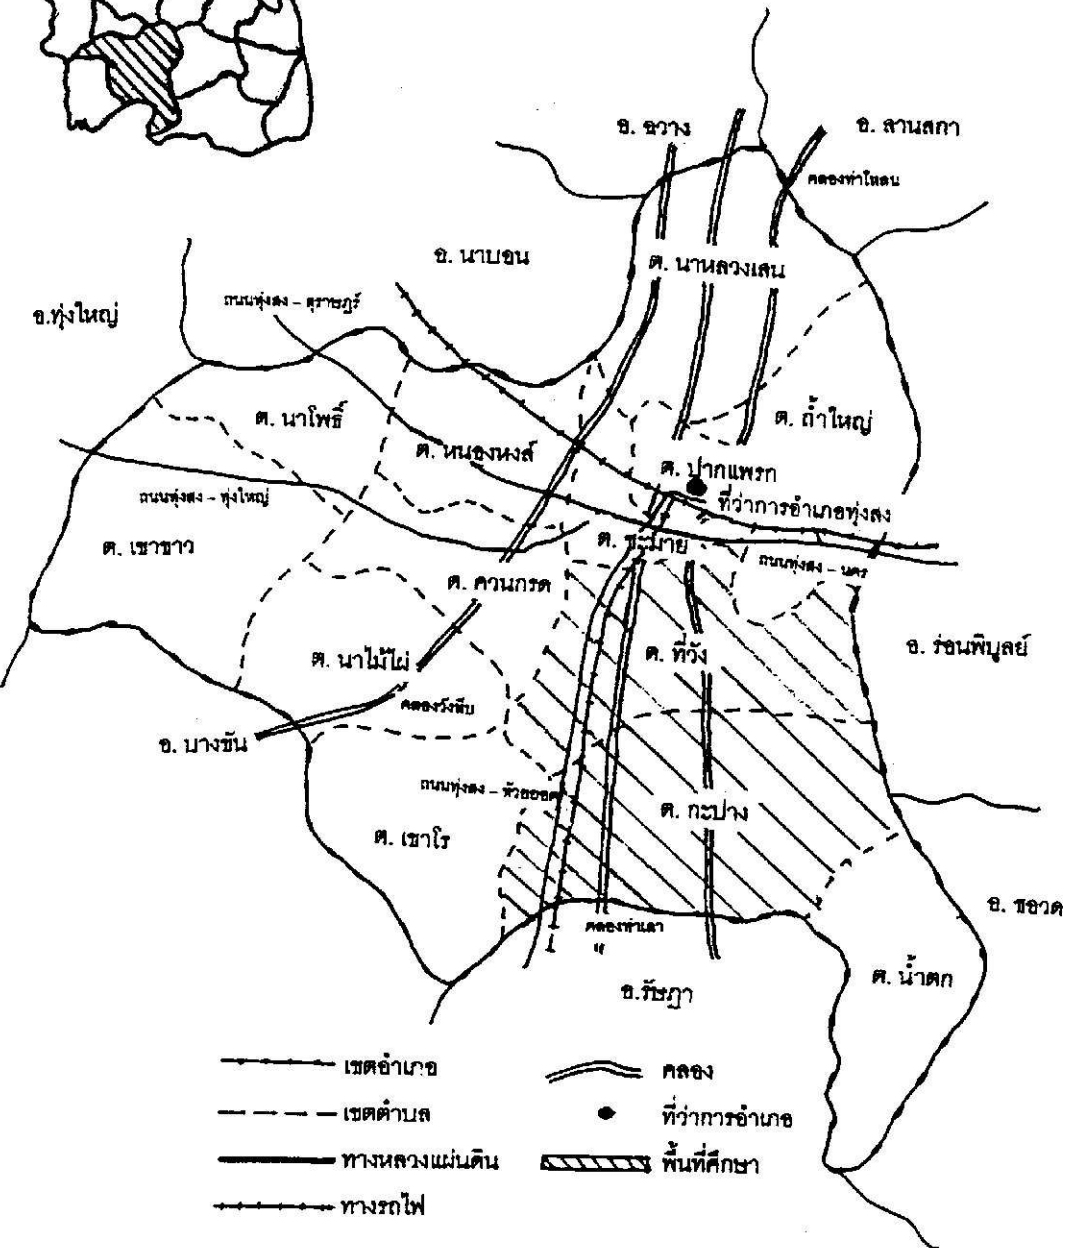 อ. ฉวาง
อ. ลานสกา
คลองท่าโหลน
อ. นาบอน
ต. นาหลวงเสน
ถนนทุ่งสง - สุราษฎร์
อ.ทุ่งใหญ่
ต. นาโพธิ์
ต. ถ้ำใหญ่
ต. หนองหงส์
ต. ปากแพรก
ถนนทุ่งสง - ทุ่งใหญ่
ที่ว่าการอำเภอทุ่งสง
ต. เขาขาว
ต. ชะมาย
ถนนทุ่งสง - นคร
ต. ควนกรด
อ. ร่อนพิบูลย์
ต. นาไม้ไผ่
ต. ที่วัง
คลองวังหีบ
อ. บางขัน
ถนนทุ่งสง - ห้วยยอด
ต. กะปาง
ต. เขาโร
อ. ชอวด
คลองท่าเลา
ต. น้ำตก
อ.รัษฎา
เขตอำเภอ
คลอง
เขตตำบล
ที่ว่าการอำเภอ
ทางหลวงแผ่นดิน
พื้นที่ศึกษา
ทางรถไฟ